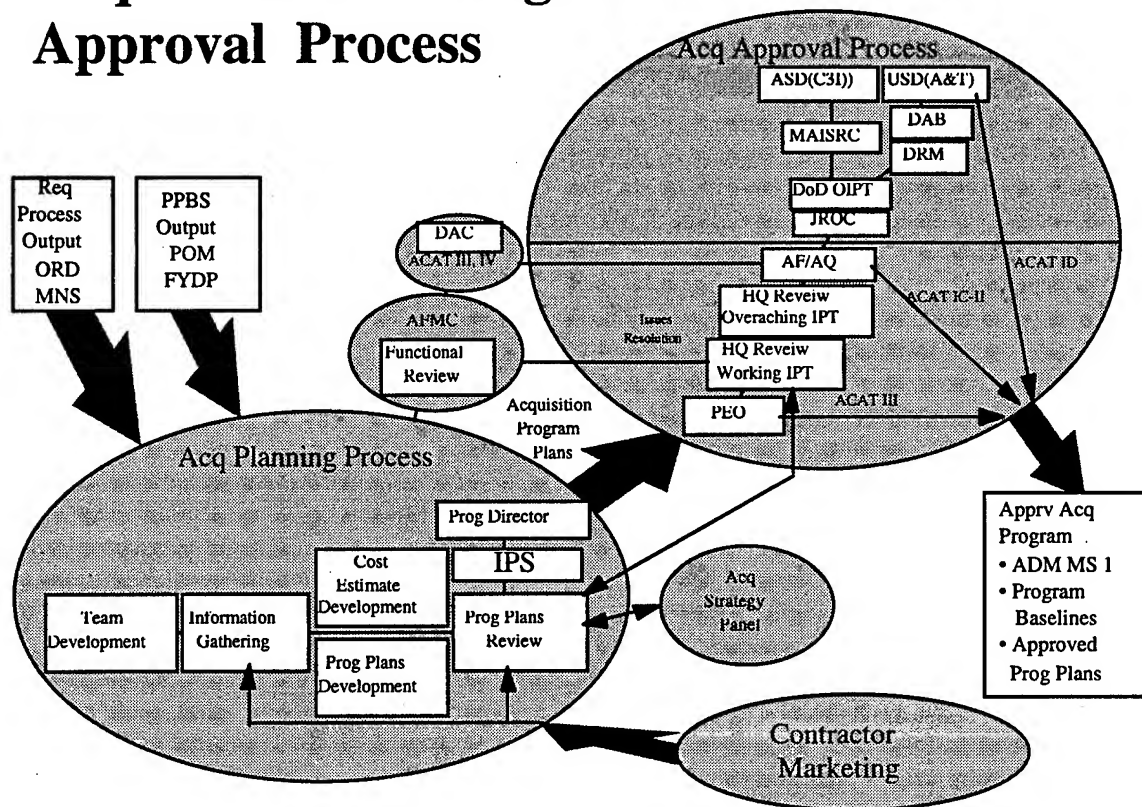 Approval Process
Acq Approval Process
ASD(C3I))
USD(A&T)
DAB
MAISRC
DRM
DoD OIPT
JROC
Req
Process
Output
ORD
MNS
PPBS
Output
POM
FYDP
DAC
ACAT III, IV
AF/AQ
ACAT ID
ACAT IC-II
HQ Reveiw
Overaching IPT
Issues
Resolution
AFMC
Functional
Review
HQ Reveiw
Working IPT
PEO
ACAT III
Acquisition
Program
Plans
Acq Planning Process
Prog Director
IPS
Cost
Estimate
Development
Team
Development
Information
Gathering
Prog Plans
Review
Prog Plans
Development
Acq
Strategy
Panel
Apprv Acq
Program
• ADM MS 1
• Program
Baselines
• Approved
Prog Plans
Contractor
Marketing